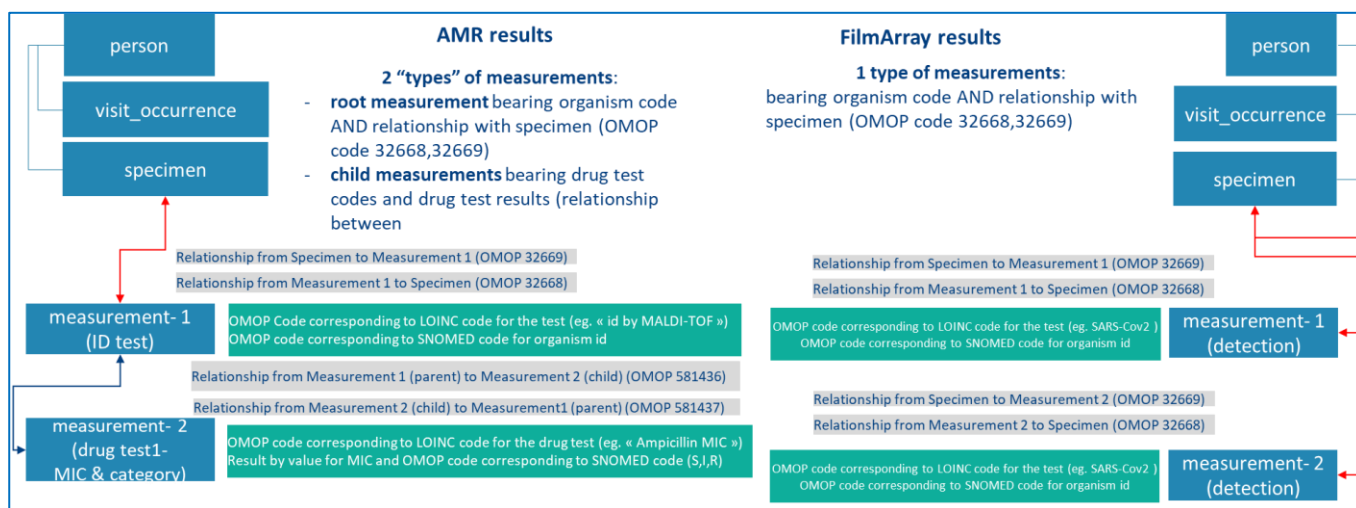 person
visit_occurrence
specimen
AMR results
2 “types” of measurements:
- root measurement bearing organism code
AND relationship with specimen (OMOP
code 32668,32669)
- child measurements bearing drug test
codes and drug test results (relationship
between
Relationship from Specimen to Measurement 1 (OMOP 32669)
Relationship from Measurement 1 to Specimen (OMOP 32668)
measurement- 1
(ID test)
OMOP Code corresponding to LOINC code for the test (eg. « id by MALDI-TOF »)
OMOP code corresponding to SNOMED code for organism id
Relationship from Measurement 1 (parent) to Measurement 2 (child) (OMOP 581436)
Relationship from Measurement 2 (child) to Measurement1 (parent) (OMOP 581437)
measurement- 2
(drug test1-
MIC & category)
OMOP code corresponding to LOINC code for the drug test (eg. « Ampicillin MIC »)
Result by value for MIC and OMOP code corresponding to SNOMED code (S,I,R)
FilmArray results
1 type of measurements:
bearing organism code AND relationship with
specimen (OMOP code 32668,32669)
person
visit_occurrence
specimen
Relationship from Specimen to Measurement 1 (OMOP 32669)
Relationship from Measurement 1 to Specimen (OMOP 32668)
OMOP code corresponding to LOINC code for the test (eg. SARS-Cov2 )
OMOP code corresponding to SNOMED code for organism id
measurement- 1
(detection)
Relationship from Specimen to Measurement 2 (OMOP 32669)
Relationship from Measurement 2 to Specimen (OMOP 32668)
OMOP code corresponding to LOINC code for the test (eg. SARS-Cov2 )
OMOP code corresponding to SNOMED code for organism id
measurement- 2
(detection)